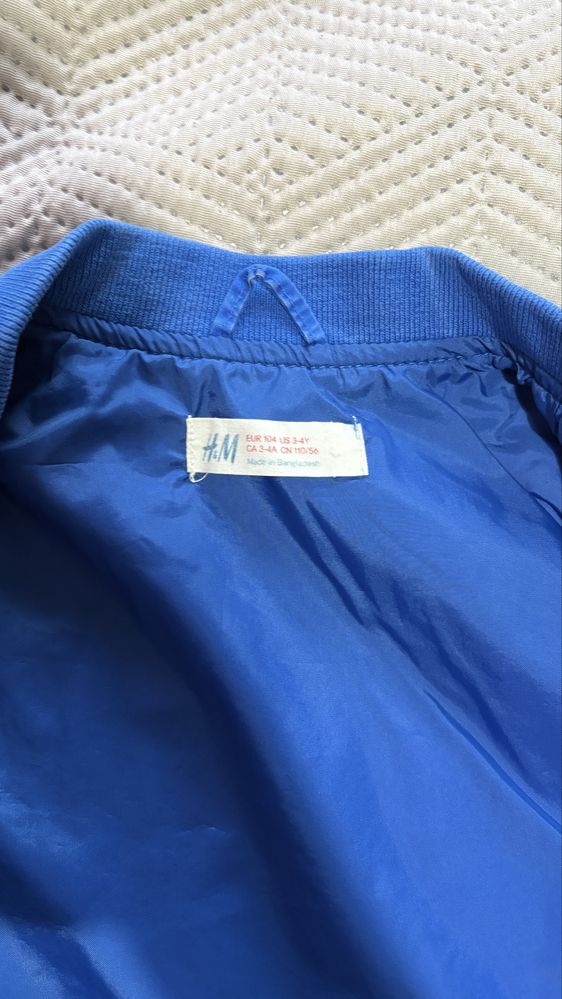 H&M
EUR 104 US 3-4Y
CA 3-4A CN 110/56
Made in Bangladesh